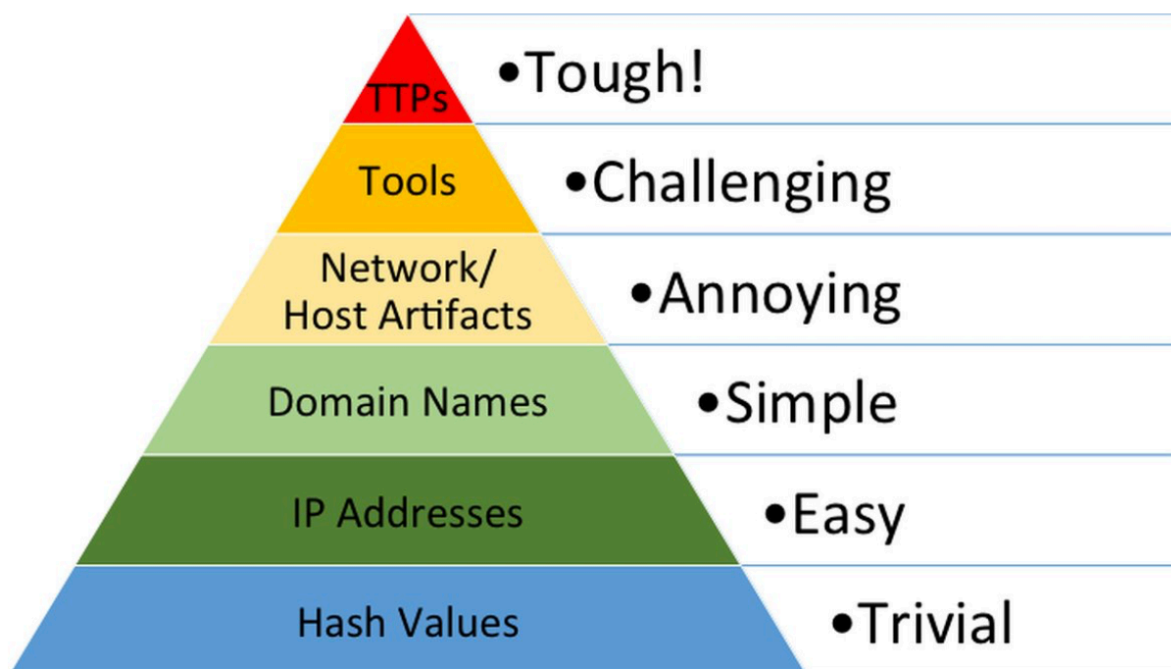 TTPs
•Tough!
Tools
•Challenging
Network/
Host Artifacts
•Annoying
Domain Names
•Simple
IP Addresses
•Easy
Hash Values
•Trivial